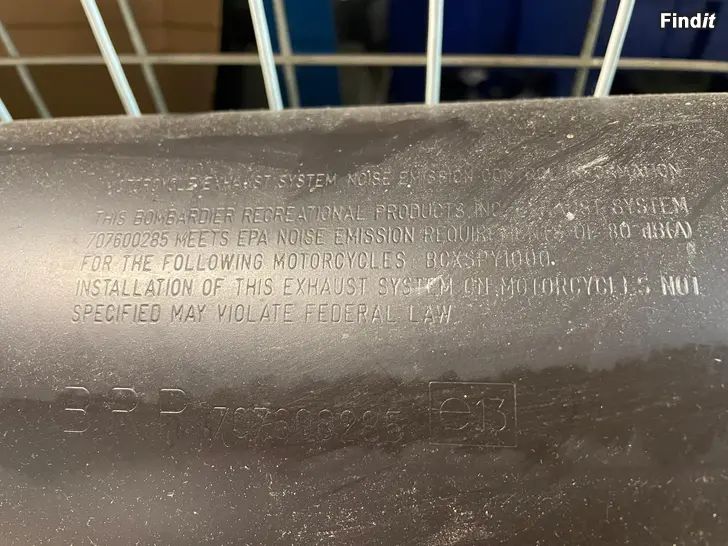 Findit
MOTORCYCLE EXHAUST SYSTEM NOISE EMISSION CONTROL INFORMATION
THIS BOMBARDIER RECREATIONAL PRODUCTS INC. EXHAUST SYSTEM
707600285 MEETS EPA NOISE EMISSION REQUIREMENTS OF 80 dB(A)
FOR THE FOLLOWING MOTORCYCLES BCXSPY1000.
INSTALLATION OF THIS EXHAUST SYSTEM ON MOTORCYCLES NOT
SPECIFIED MAY VIOLATE FEDERAL LAW
BRP 707600285 e13